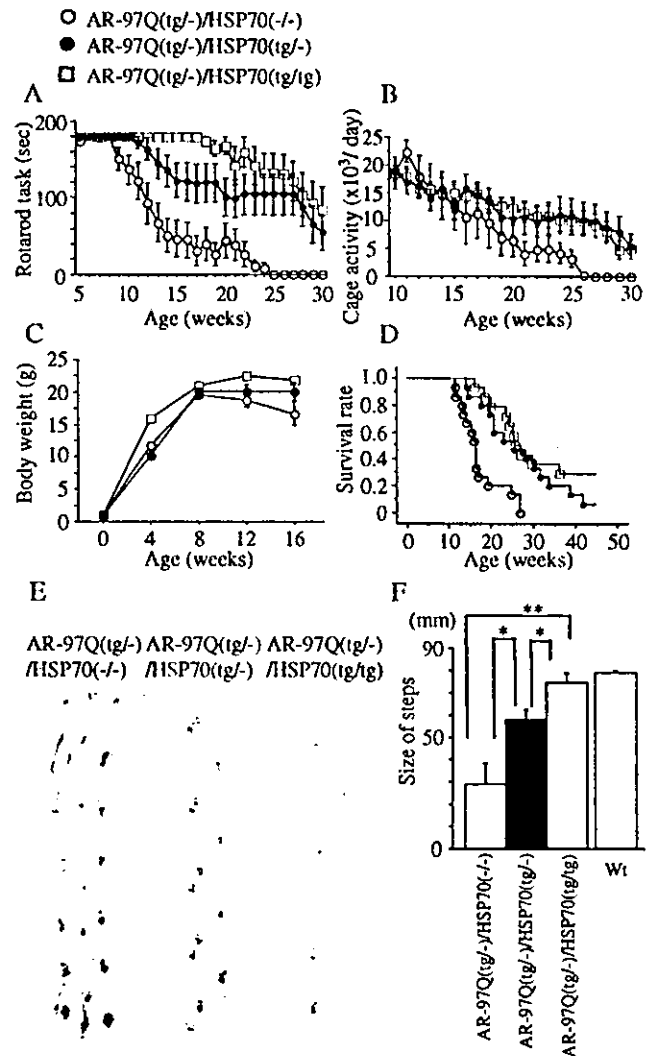 AR-97Q(tg/-)/HSP70(-/-)
AR-97Q(tg/-)/HSP70(tg/-)
AR-97Q(tg/-)/HSP70(tg/tg)
A
Rotarod task (sec)
200
100
0
5 10 15 20 25 30
Age (weeks)
B
Cage activity (x10³/ day)
25
20
15
10
5
0
10 15 20 25 30
Age (weeks)
C
Body weight (g)
25
20
15
10
5
0
0 4 8 12 16
Age (weeks)
D
Survival rate
1.0
0.8
0.6
0.4
0.2
0
0 10 20 30 40 50
Age (weeks)
E
AR-97Q(tg/-) AR-97Q(tg/-) AR-97Q(tg/-)
/HSP70(-/-) /HSP70(tg/-) /HSP70(tg/tg)
F
(mm)
Size of steps
90
50
0
**
* *
AR-97Q(tg/-)/HSP70(-/-)
AR-97Q(tg/-)/HSP70(tg/-)
AR-97Q(tg/-)/HSP70(tg/tg)
Wt